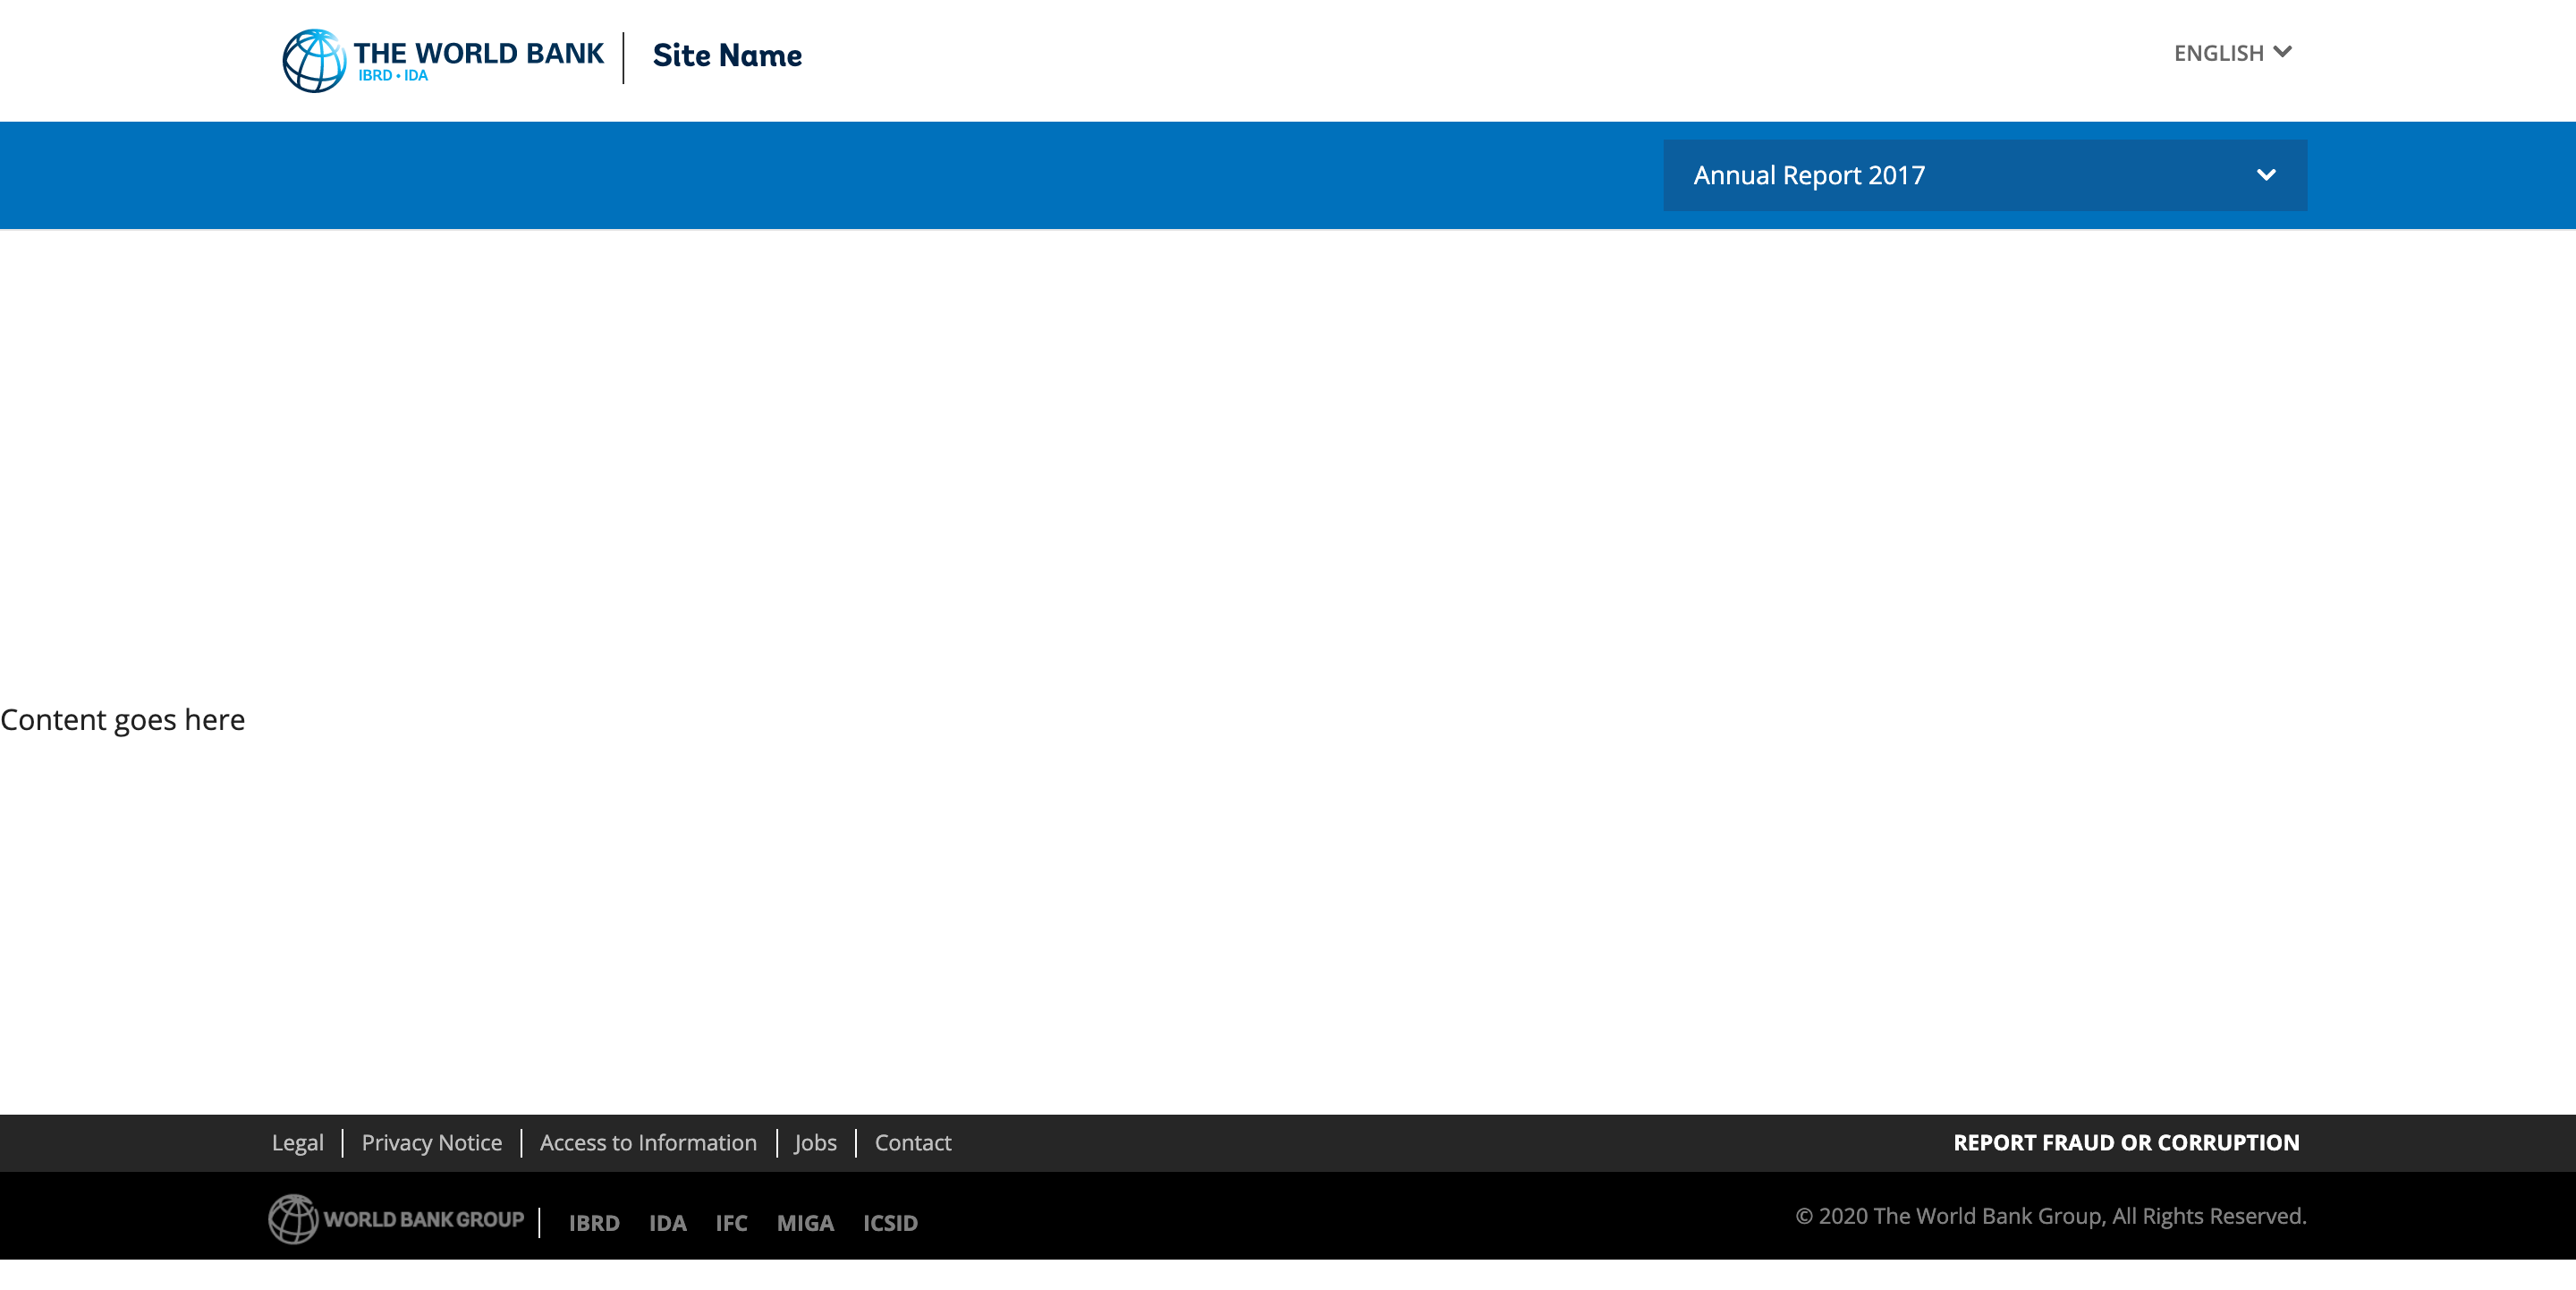 THE WORLD BANK
IBRD • IDA
Site Name
ENGLISH
Annual Report 2017
Content goes here
Legal
Privacy Notice
Access to Information
Jobs
Contact
REPORT FRAUD OR CORRUPTION
WORLD BANK GROUP
IBRD IDA IFC MIGA ICSID
© 2020 The World Bank Group, All Rights Reserved.